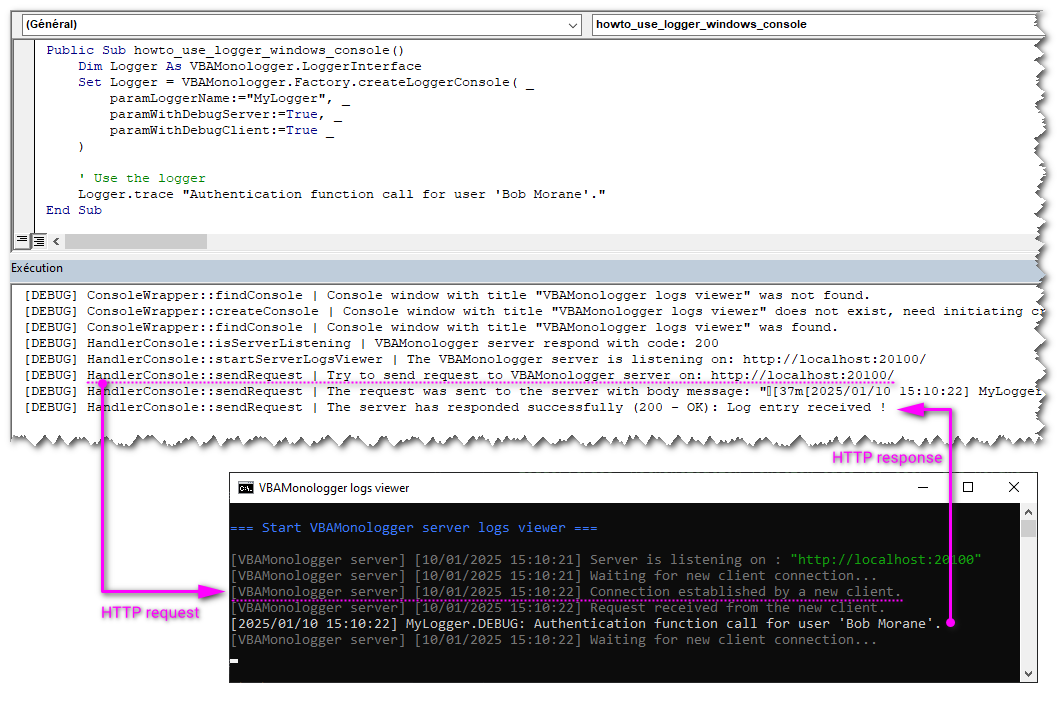 (Général)
howto_use_logger_windows_console
Public Sub howto_use_logger_windows_console()
Dim Logger As VBAMonologger.LoggerInterface
Set Logger = VBAMonologger.Factory.createLoggerConsole( _
paramLoggerName:="MyLogger", _
paramWithDebugServer:=True, _
paramWithDebugClient:=True _
)
' Use the logger
Logger.trace "Authentication function call for user 'Bob Morane'."
End Sub
Exécution
[DEBUG] ConsoleWrapper::findConsole | Console window with title "VBAMonologger logs viewer" was not found.
[DEBUG] ConsoleWrapper::createConsole | Console window with title "VBAMonologger logs viewer" does not exist, need initiating
[DEBUG] ConsoleWrapper::findConsole | Console window with title "VBAMonologger logs viewer" was found.
[DEBUG] HandlerConsole::isServerListening | VBAMonologger server respond with code: 200
[DEBUG] HandlerConsole::startServerLogsViewer | The VBAMonologger server is listening on: http://localhost:20100/
[DEBUG] HandlerConsole::sendRequest | Try to send request to VBAMonologger server on: http://localhost:20100/
[DEBUG] HandlerConsole::sendRequest | The request was sent to the server with body message: "▯[37m[2025/01/10 15:10:22] MyLogger
[DEBUG] HandlerConsole::sendRequest | The server has responded successfully (200 - OK): Log entry received !
HTTP response
VBAMonologger logs viewer
=== Start VBAMonologger server logs viewer ===
[VBAMonologger server] [10/01/2025 15:10:21] Server is listening on : "http://localhost:20100"
[VBAMonologger server] [10/01/2025 15:10:21] Waiting for new client connection...
[VBAMonologger server] [10/01/2025 15:10:22] Connection established by a new client.
HTTP request
[VBAMonologger server] [10/01/2025 15:10:22] Request received from the new client.
[2025/01/10 15:10:22] MyLogger.DEBUG: Authentication function call for user 'Bob Morane'.
[VBAMonologger server] [10/01/2025 15:10:22] Waiting for new client connection...